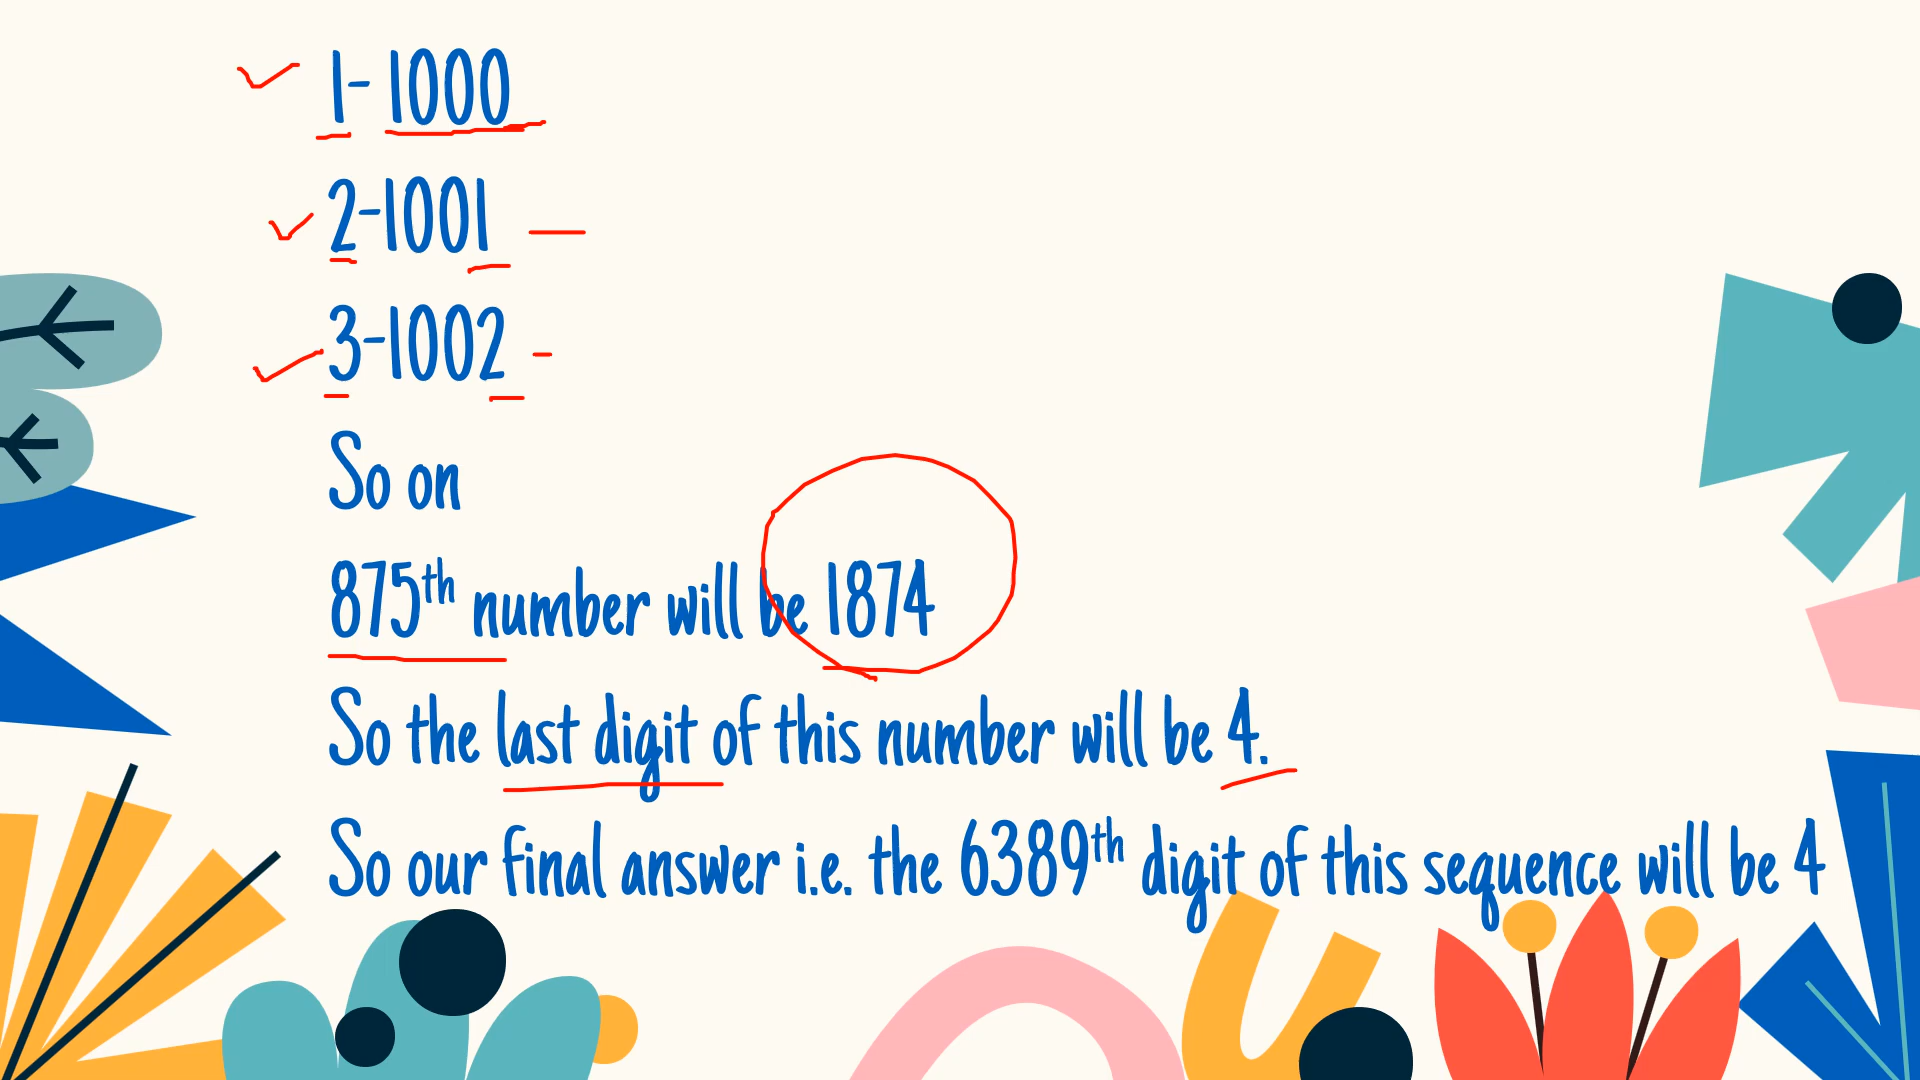 1- 1000
2-1001
3-1002
So on
875th number will be 1874
So the last digit of this number will be 4.
So our final answer i.e. the 6389th digit of this sequence will be 4